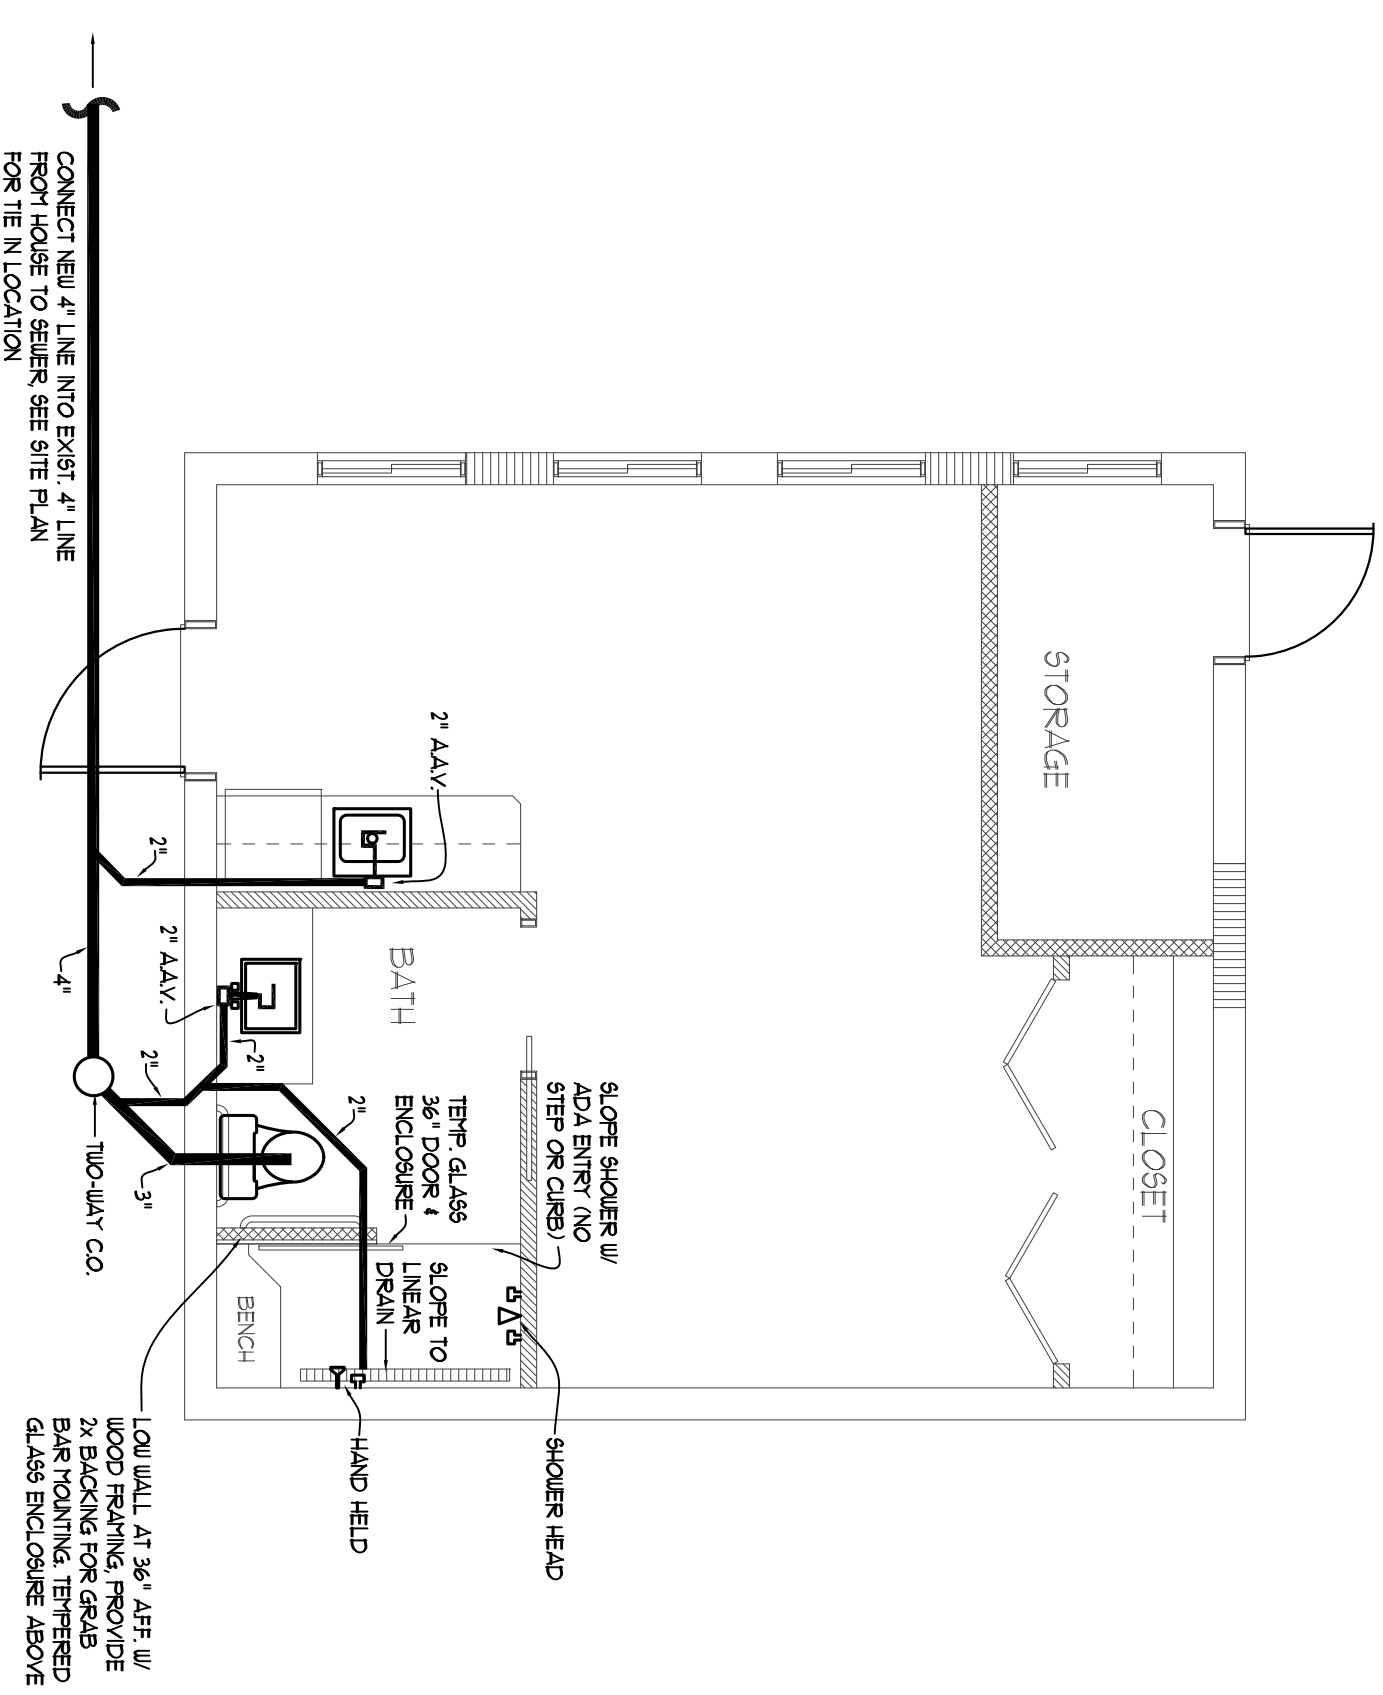 STORAGE
CLOSET
2" A.A.V.
2"
4"
2" A.A.V.
2"
2"
BATH
2"
3"
TWO-WAY C.O.
TEMP. GLASS
36" DOOR &
ENCLOSURE
SLOPE SHOWER W/
ADA ENTRY (NO
STEP OR CURB)
SLOPE TO
LINEAR
DRAIN
BENCH
SHOWER HEAD
HAND HELD
LOW WALL AT 36" A.F.F. W/
WOOD FRAMING, PROVIDE
2x BACKING FOR GRAB
BAR MOUNTING. TEMPERED
GLASS ENCLOSURE ABOVE
CONNECT NEW 4" LINE INTO EXIST. 4" LINE
FROM HOUSE TO SEWER, SEE SITE PLAN
FOR TIE IN LOCATION